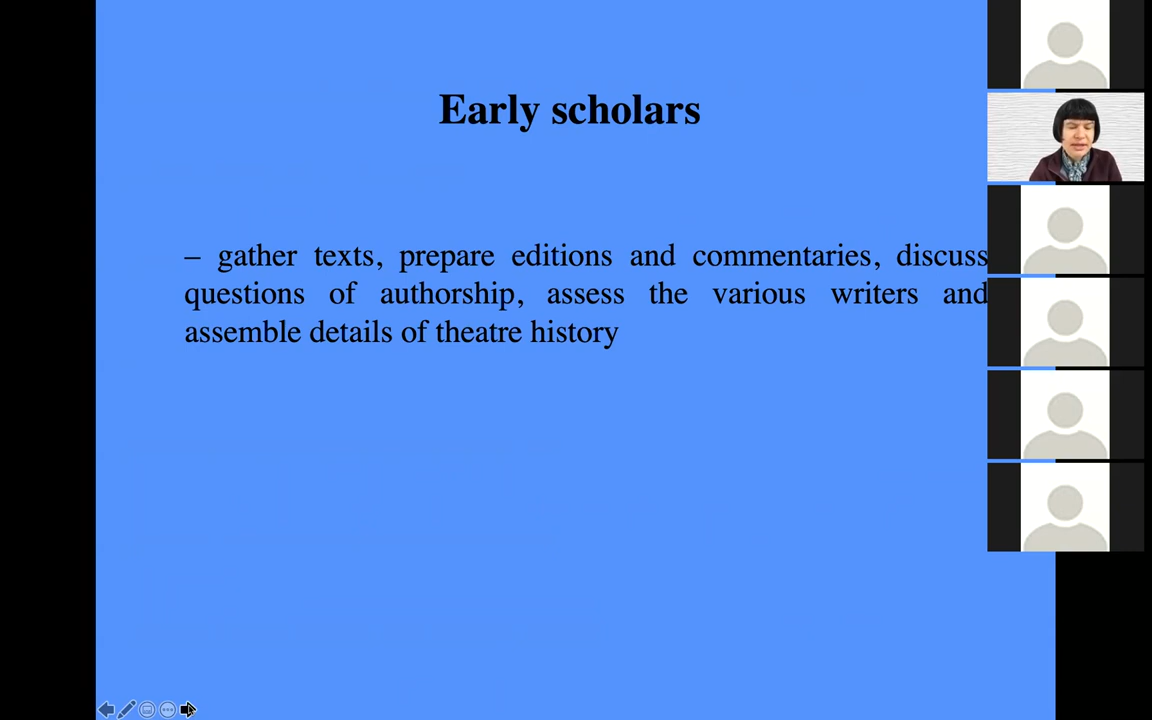 Early scholars
– gather texts, prepare editions and commentaries, discuss
questions of authorship, assess the various writers and
assemble details of theatre history